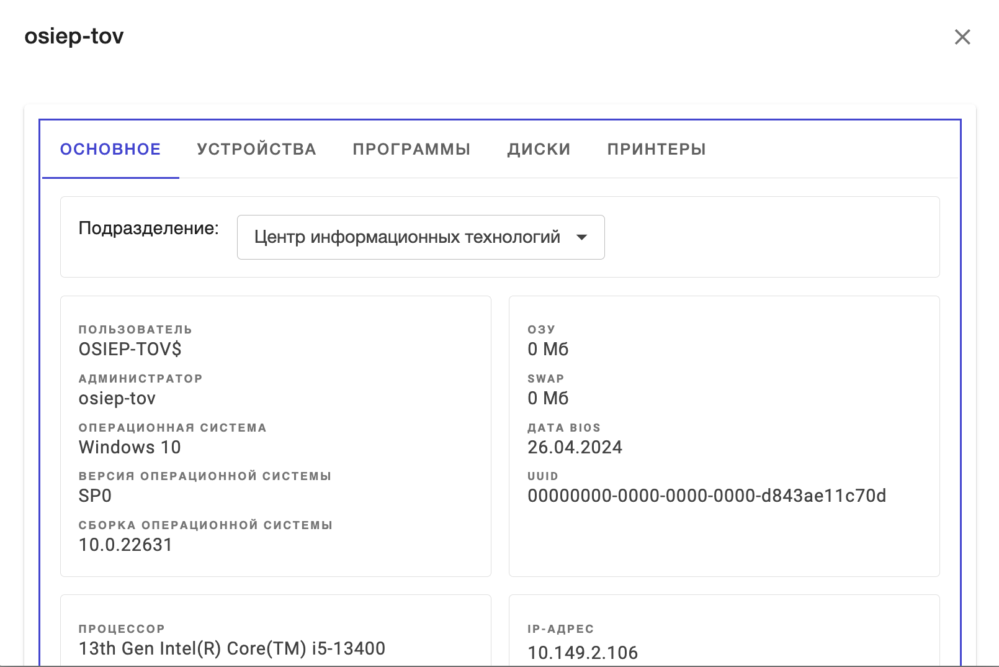 osiep-tov
ОСНОВНОЕ УСТРОЙСТВА ПРОГРАММЫ ДИСКИ ПРИНТЕРЫ
Подразделение: Центр информационных технологий
ПОЛЬЗОВАТЕЛЬ
OSIEP-TOV$
АДМИНИСТРАТОР
osiep-tov
ОПЕРАЦИОННАЯ СИСТЕМА
Windows 10
ВЕРСИЯ ОПЕРАЦИОННОЙ СИСТЕМЫ
SP0
СБОРКА ОПЕРАЦИОННОЙ СИСТЕМЫ
10.0.22631
ОЗУ
0 Мб
SWAP
0 Мб
ДАТА BIOS
26.04.2024
UUID
00000000-0000-0000-0000-d843ae11c70d
ПРОЦЕССОР
13th Gen Intel(R) Core(TM) i5-13400
IP-АДРЕС
10.149.2.106